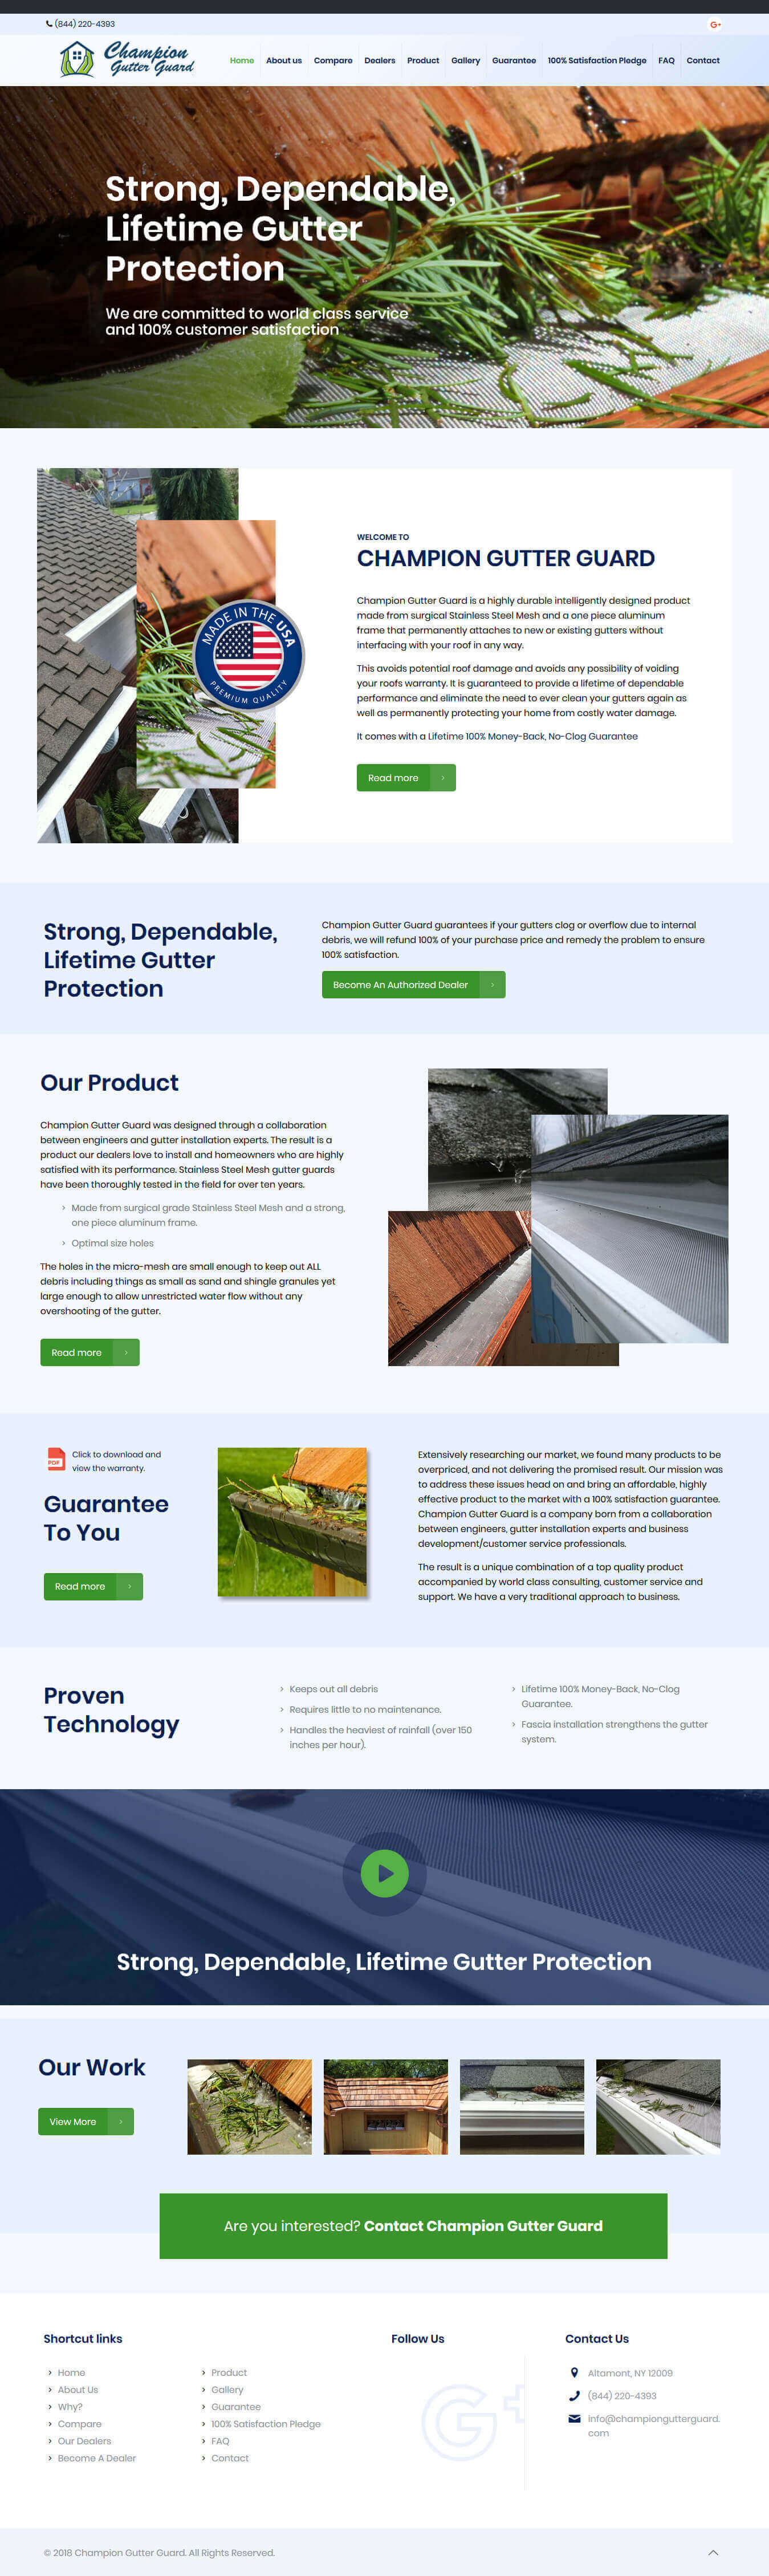 (844) 220-4393
G+
Champion
Gutter Guard
Home About us Compare Dealers Product Gallery Guarantee 100% Satisfaction Pledge FAQ Contact
Strong, Dependable,
Lifetime Gutter
Protection
We are committed to world class service
and 100% customer satisfaction
MADE IN THE USA
PREMIUM QUALITY
WELCOME TO
CHAMPION GUTTER GUARD
Champion Gutter Guard is a highly durable intelligently designed product
made from surgical Stainless Steel Mesh and a one piece aluminum
frame that permanently attaches to new or existing gutters without
interfacing with your roof in any way.
This avoids potential roof damage and avoids any possibility of voiding
your roofs warranty. It is guaranteed to provide a lifetime of dependable
performance and eliminate the need to ever clean your gutters again as
well as permanently protecting your home from costly water damage.
It comes with a Lifetime 100% Money-Back, No-Clog Guarantee
Read more
Strong, Dependable,
Lifetime Gutter
Protection
Champion Gutter Guard guarantees if your gutters clog or overflow due to internal
debris, we will refund 100% of your purchase price and remedy the problem to ensure
100% satisfaction.
Become An Authorized Dealer
Our Product
Champion Gutter Guard was designed through a collaboration
between engineers and gutter installation experts. The result is a
product our dealers love to install and homeowners who are highly
satisfied with its performance. Stainless Steel Mesh gutter guards
have been thoroughly tested in the field for over ten years.
Made from surgical grade Stainless Steel Mesh and a strong,
one piece aluminum frame.
Optimal size holes
The holes in the micro-mesh are small enough to keep out ALL
debris including things as small as sand and shingle granules yet
large enough to allow unrestricted water flow without any
overshooting of the gutter.
Read more
PDF
Click to download and
view the warranty.
Guarantee
To You
Read more
Extensively researching our market, we found many products to be
overpriced, and not delivering the promised result. Our mission was
to address these issues head on and bring an affordable, highly
effective product to the market with a 100% satisfaction guarantee.
Champion Gutter Guard is a company born from a collaboration
between engineers, gutter installation experts and business
development/customer service professionals.
The result is a unique combination of a top quality product
accompanied by world class consulting, customer service and
support. We have a very traditional approach to business.
Proven
Technology
Keeps out all debris
Requires little to no maintenance.
Handles the heaviest of rainfall (over 150
inches per hour).
Lifetime 100% Money-Back, No-Clog
Guarantee.
Fascia installation strengthens the gutter
system.
Strong, Dependable, Lifetime Gutter Protection
Our Work
View More
Are you interested? Contact Champion Gutter Guard
Shortcut links
Home
About Us
Why?
Compare
Our Dealers
Become A Dealer
Product
Gallery
Guarantee
100% Satisfaction Pledge
FAQ
Contact
Follow Us
G+
Contact Us
Altamont, NY 12009
(844) 220-4393
info@championgutterguard.
com
© 2018 Champion Gutter Guard. All Rights Reserved.